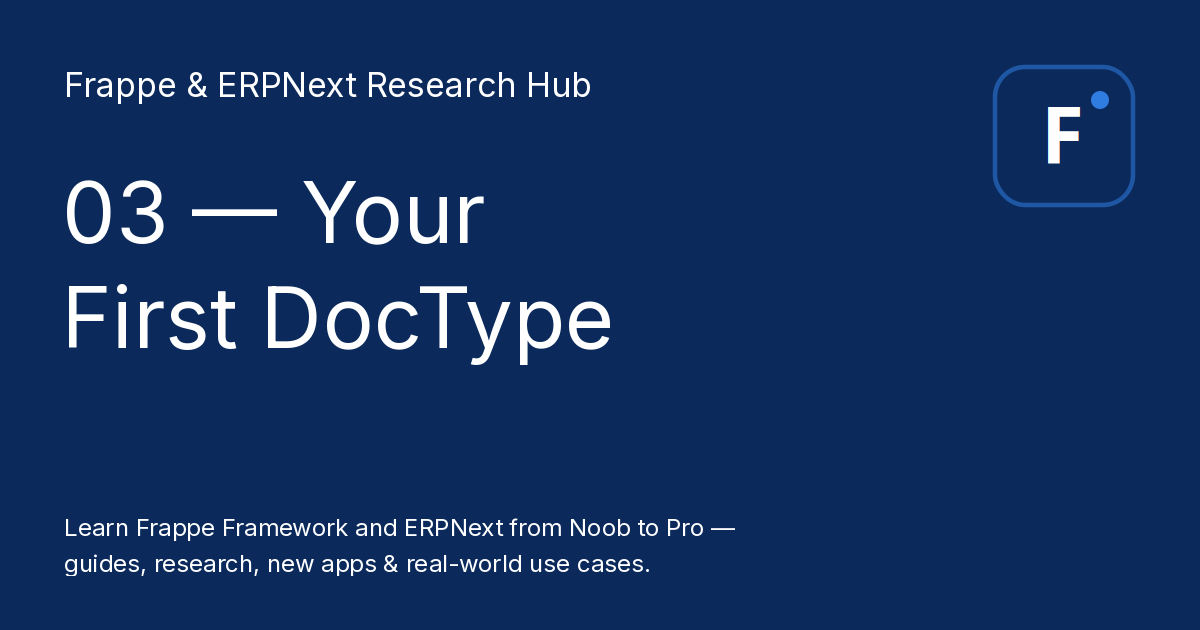 Frappe & ERPNext Research Hub
F
03 — Your
First DocType
Learn Frappe Framework and ERPNext from Noob to Pro —
guides, research, new apps & real-world use cases.